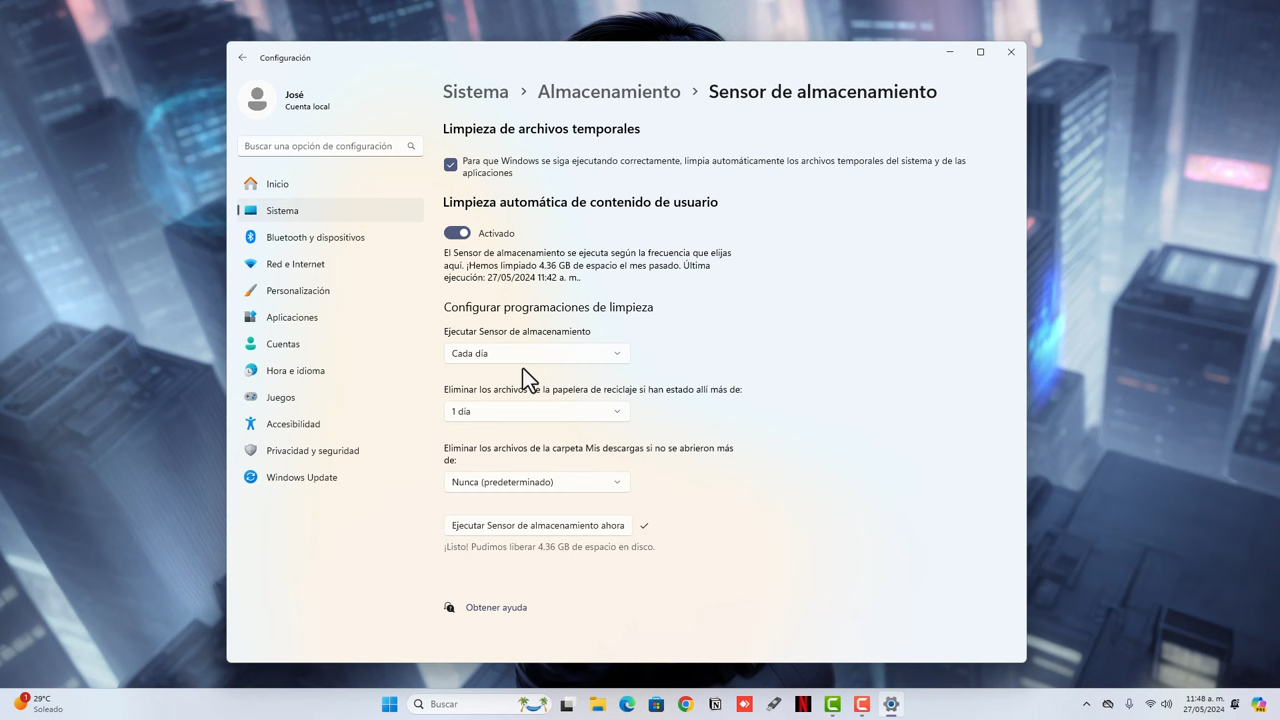 Configuración
José
Cuenta local
Buscar una opción de configuración
Inicio
Sistema
Bluetooth y dispositivos
Red e Internet
Personalización
Aplicaciones
Cuentas
Hora e idioma
Juegos
Accesibilidad
Privacidad y seguridad
Windows Update
Sistema > Almacenamiento > Sensor de almacenamiento
Limpieza de archivos temporales
Para que Windows se siga ejecutando correctamente, limpia automáticamente los archivos temporales del sistema y de las
aplicaciones
Limpieza automática de contenido de usuario
Activado
El Sensor de almacenamiento se ejecuta según la frecuencia que elijas
aquí. ¡Hemos limpiado 4.36 GB de espacio el mes pasado. Última
ejecución: 27/05/2024 11:42 a. m..
Configurar programaciones de limpieza
Ejecutar Sensor de almacenamiento
Cada día
Eliminar los archivos la papelera de reciclaje si han estado allí más de:
1 día
Eliminar los archivos de la carpeta Mis descargas si no se abrieron más
de:
Nunca (predeterminado)
Ejecutar Sensor de almacenamiento ahora
¡Listo! Pudimos liberar 4.36 GB de espacio en disco.
Obtener ayuda
1
29°C
Soleado
Buscar
11:48 a. m.
27/05/2024